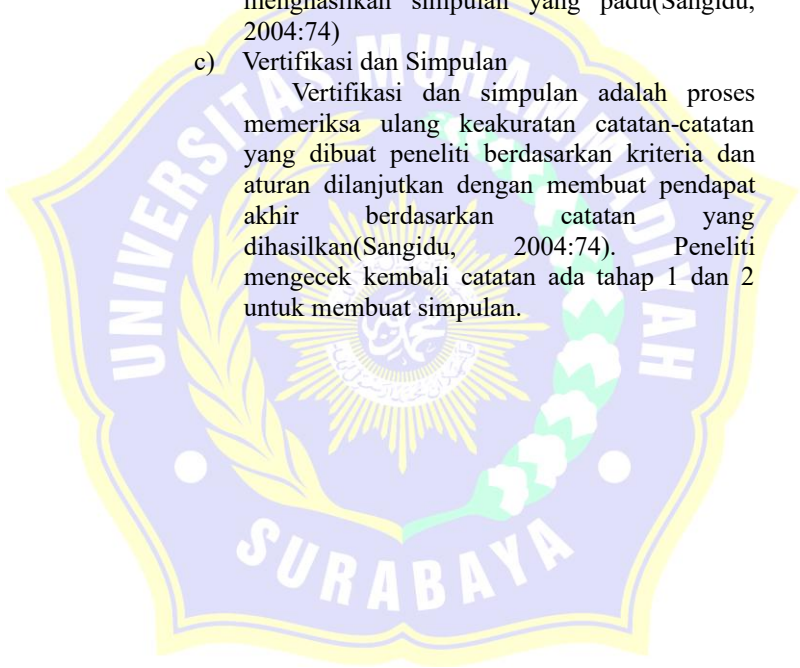 menghasilkan simpulan yang padu(Sangidu,
2004:74)
c) Vertifikasi dan Simpulan
Vertifikasi dan simpulan adalah proses
memeriksa ulang keakuratan catatan-catatan
yang dibuat peneliti berdasarkan kriteria dan
aturan dilanjutkan dengan membuat pendapat
akhir berdasarkan catatan yang
dihasilkan(Sangidu, 2004:74). Peneliti
mengecek kembali catatan ada tahap 1 dan 2
untuk membuat simpulan.
UNIVERSITAS MUHAMMADIYAH
SURABAYA